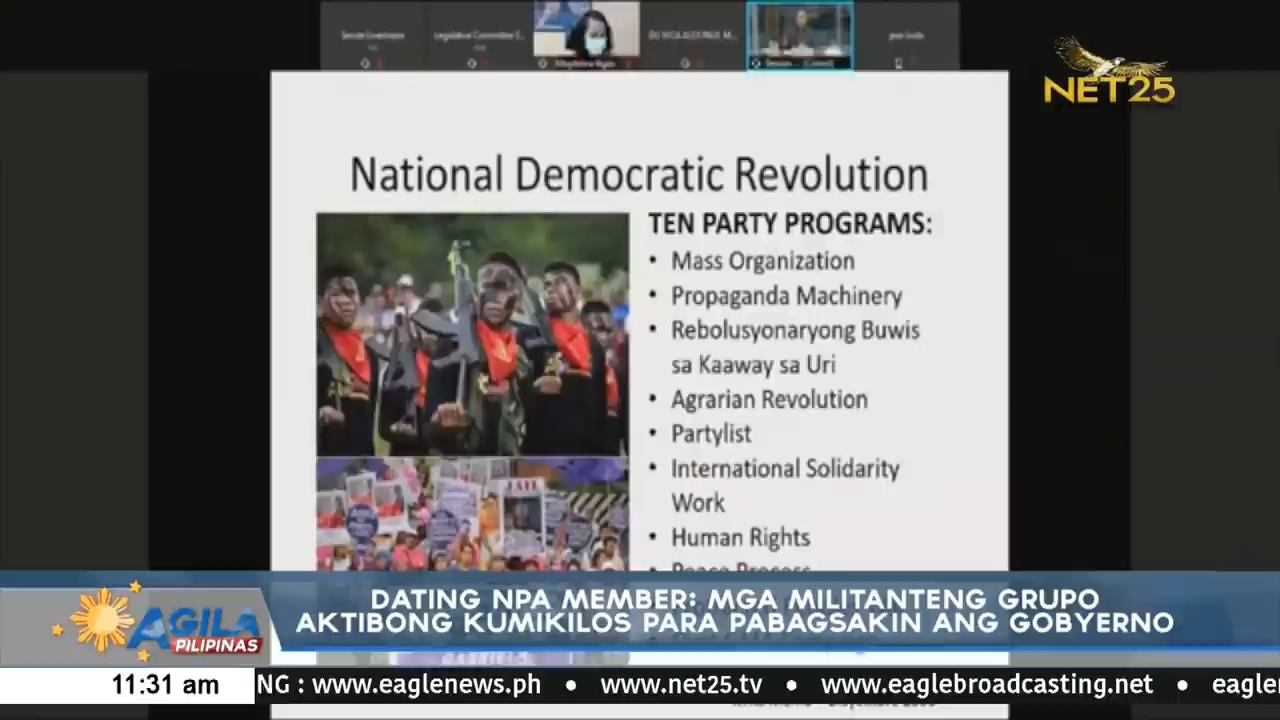 NET25
National Democratic Revolution
TEN PARTY PROGRAMS:
• Mass Organization
• Propaganda Machinery
• Rebolusyonaryong Buwis
sa Kaaway sa Uri
• Agrarian Revolution
• Partylist
• International Solidarity
Work
• Human Rights
Peace Process
AGILA
PILIPINAS
DATING NPA MEMBER: MGA MILITANTENG GRUPO
AKTIBONG KUMIKILOS PARA PABAGSAKIN ANG GOBYERNO
11:31 am
NG : www.eaglenews.ph • www.net25.tv • www.eaglebroadcasting.net • eagle